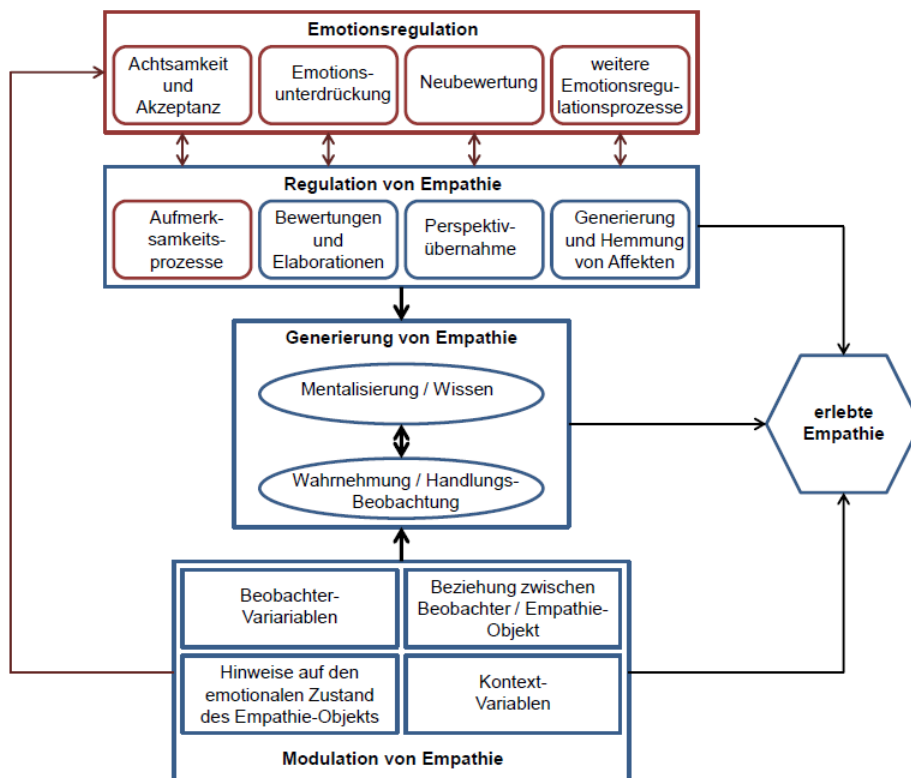 Emotionsregulation
Achtsamkeit
und
Akzeptanz
Emotions-
unterdrückung
Neubewertung
weitere
Emotionsregu-
lationsprozesse
Regulation von Empathie
Aufmerk-
samkeits-
prozesse
Bewertungen
und
Elaborationen
Perspektiv-
übernahme
Generierung
und Hemmung
von Affekten
Generierung von Empathie
Mentalisierung / Wissen
Wahrnehmung / Handlungs-
Beobachtung
erlebte
Empathie
Beobachter-
Variariablen
Beziehung zwischen
Beobachter / Empathie-
Objekt
Hinweise auf den
emotionalen Zustand
des Empathie-Objekts
Kontext-
Variablen
Modulation von Empathie